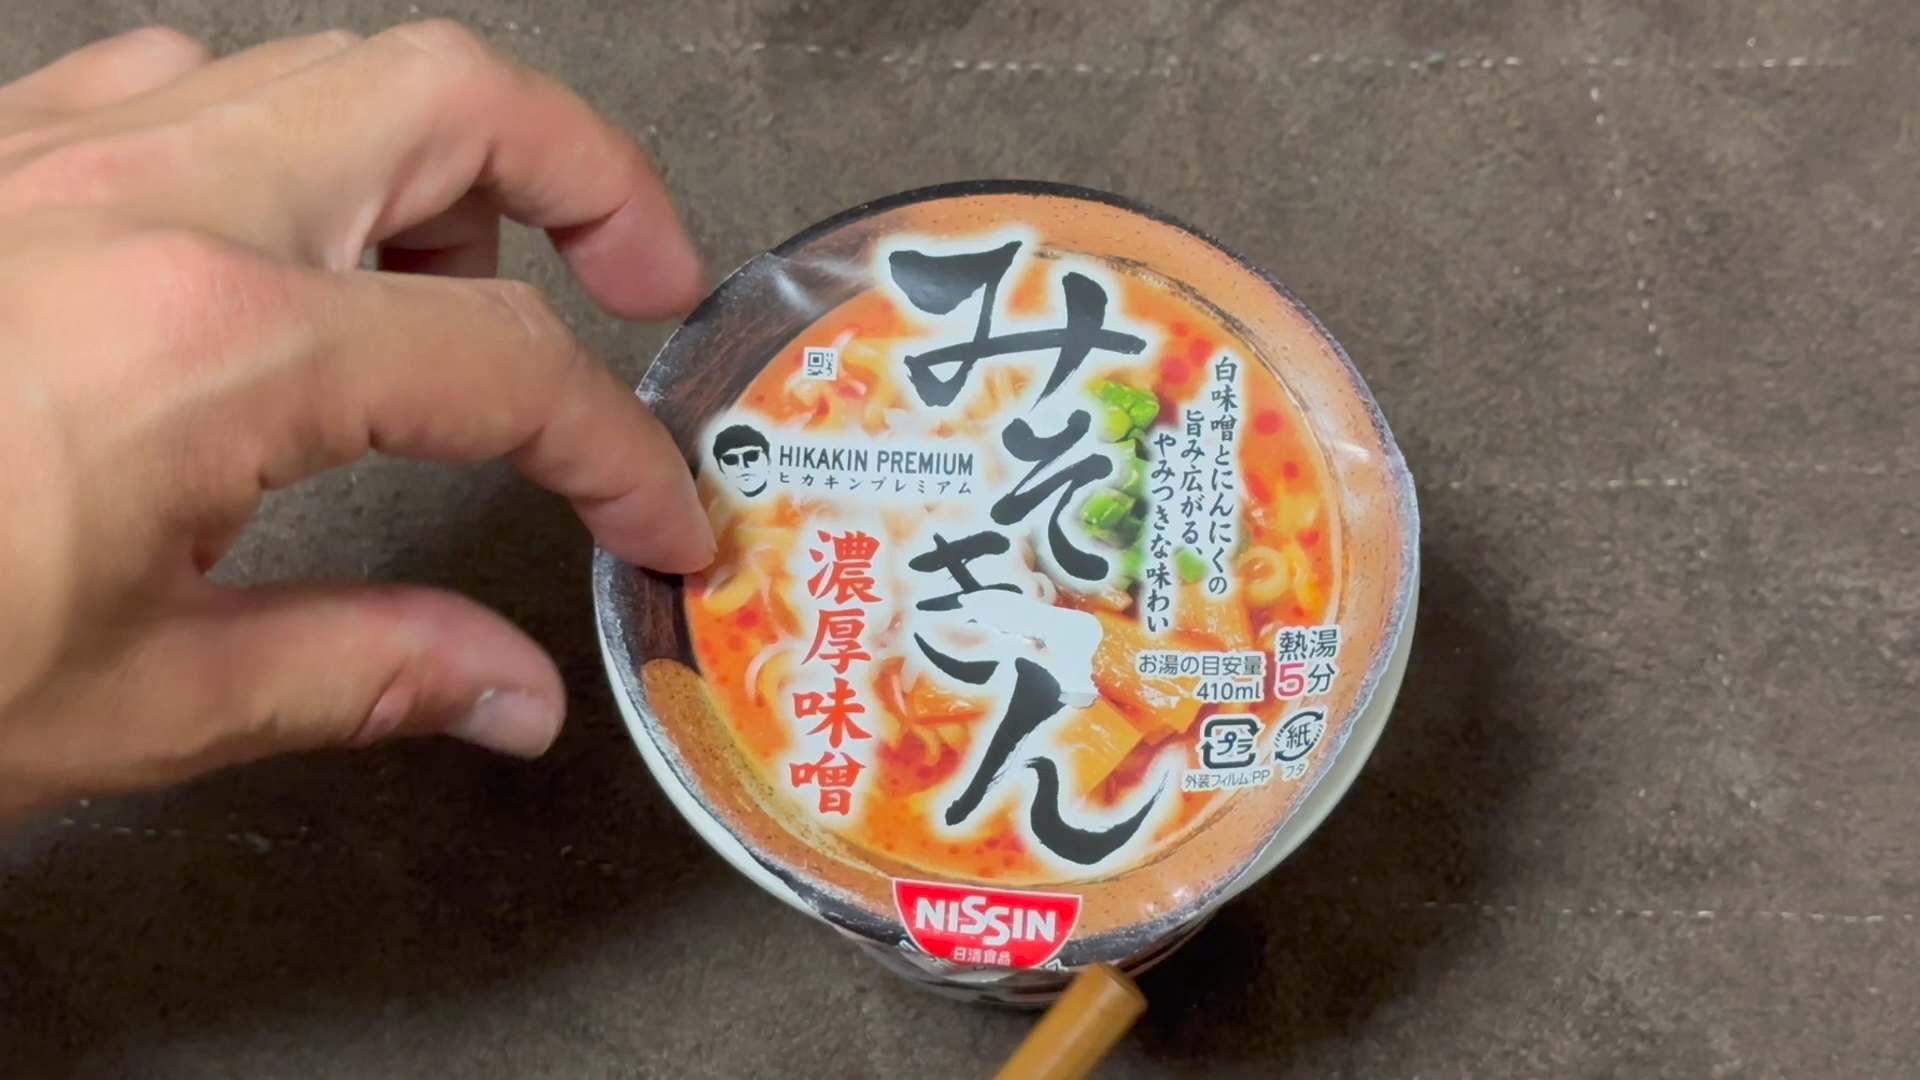 みそきん
白味噌とにんにくの
旨み広がる、
やみつきな味わい
HIKAKIN PREMIUM
ヒカキンプレミアム
濃厚味噌
熱湯
5分
お湯の目安量
410ml
プラ
外装フィルム:PP
紙
フタ
NISSIN
日清食品